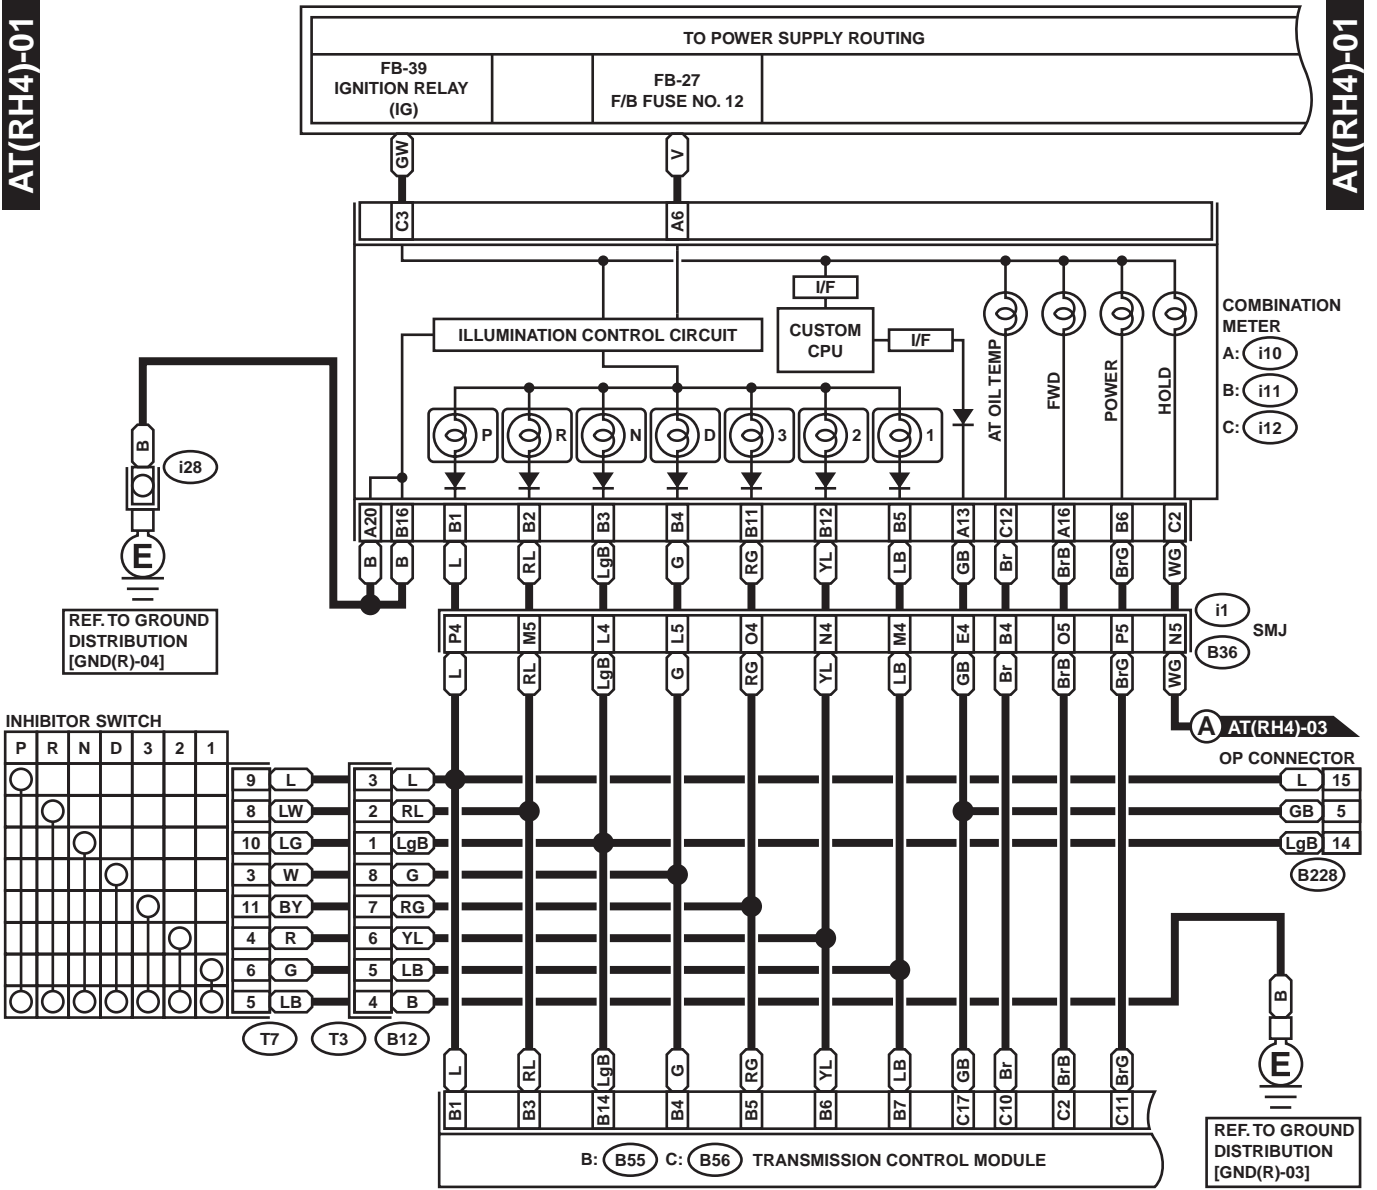 AT(RH4)-01
AT(RH4)-01
TO POWER SUPPLY ROUTING
FB-39
IGNITION RELAY
(IG)
FB-27
F/B FUSE NO. 12
GW
V
C3
A6
I/F
ILLUMINATION CONTROL CIRCUIT
CUSTOM
CPU
I/F
AT OIL TEMP
FWD
POWER
HOLD
COMBINATION
METER
A: i10
B: i11
C: i12
P R N D 3 2 1
B
i28
E
REF. TO GROUND
DISTRIBUTION
[GND(R)-04]
A20 B16 B1 B2 B3 B4 B11 B12 B5 A13 C12 A16 B6 C2
B B L RL LgB G RG YL LB GB Br BrB BrG WG
i1
P4 M5 L4 L5 O4 N4 M4 E4 B4 O5 P5 N5
SMJ
B36
L RL LgB G RG YL LB GB Br BrB BrG WG
A AT(RH4)-03
INHIBITOR SWITCH
P R N D 3 2 1
OP CONNECTOR
9 L 3 L L 15
8 LW 2 RL GB 5
10 LG 1 LgB LgB 14
3 W 8 G
B228
11 BY 7 RG
4 R 6 YL
6 G 5 LB
5 LB 4 B
T7 T3 B12
B
E
REF. TO GROUND
DISTRIBUTION
[GND(R)-03]
L RL LgB G RG YL LB GB Br BrB BrG
B1 B3 B14 B4 B5 B6 B7 C17 C10 C2 C11
B: B55 C: B56 TRANSMISSION CONTROL MODULE